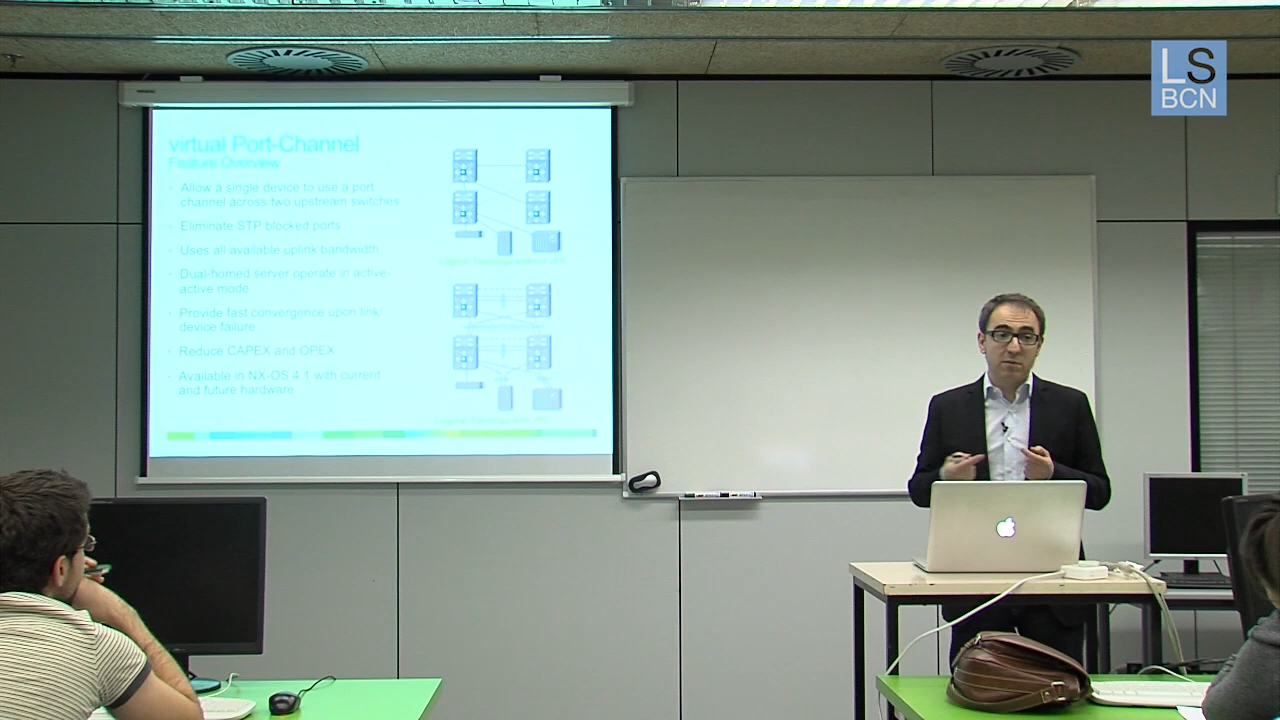 LS
BCN
virtual Port-Channel
Feature Overview
Allow a single device to use a port
channel across two upstream switches
Eliminate STP blocked ports
Uses all available uplink bandwidth
Dual-homed server operate in active-
active mode
Provide fast convergence upon link/
device failure
Reduce CAPEX and OPEX
Available in NX-OS 4.1 with current
and future hardware